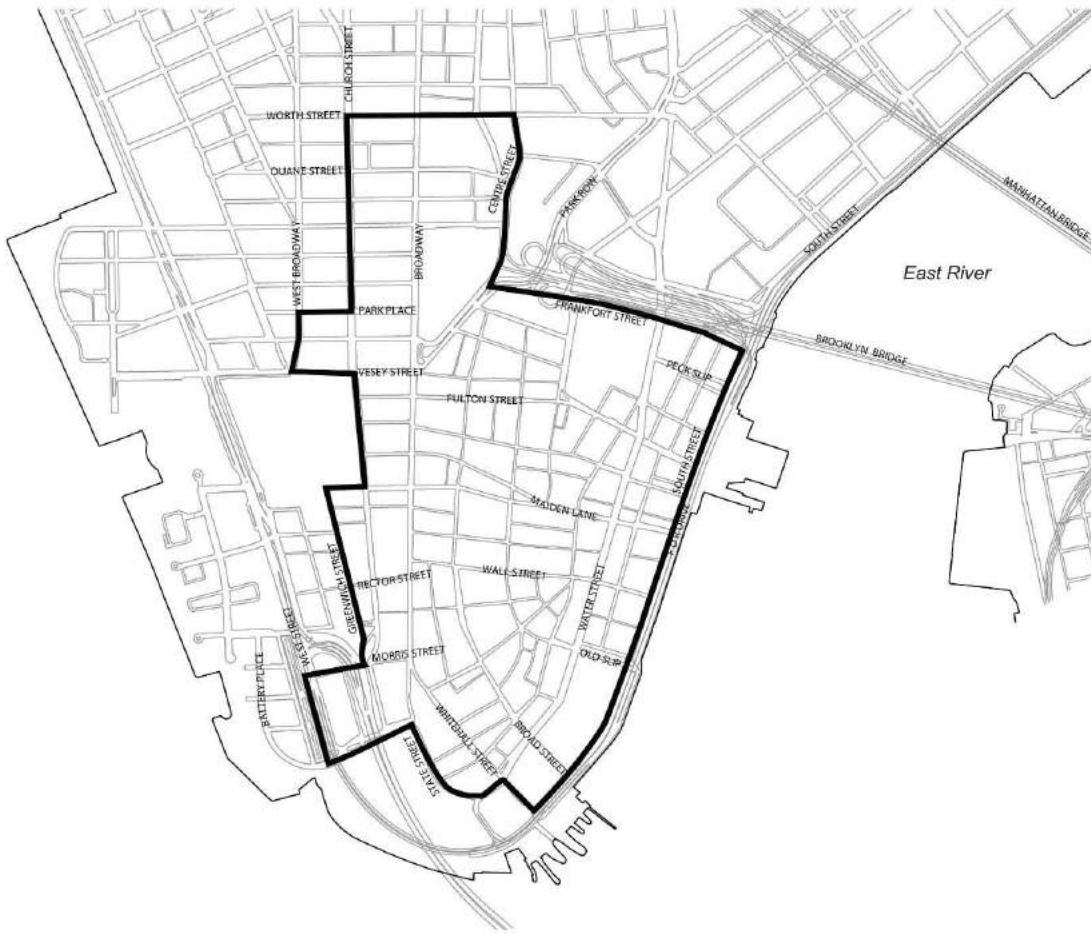 CHURCH STREET
WORTH STREET
DUANE STREET
CENTRE STREET
PARK ROW
MANHATTAN BRIDGE
SOUTH STREET
WEST BROADWAY
BROADWAY
East River
PARK PLACE
FRANKFORT STREET
BROOKLYN BRIDGE
PECK SLIP
VESEY STREET
FULTON STREET
SOUTH STREET
MAIDEN LANE
GREENWICH STREET
RECTOR STREET
WALL STREET
WATER STREET
WEST STREET
MORRIS STREET
OLD SLIP
BATTERY PLACE
WHITEHALL STREET
BROAD STREET
STATE STREET